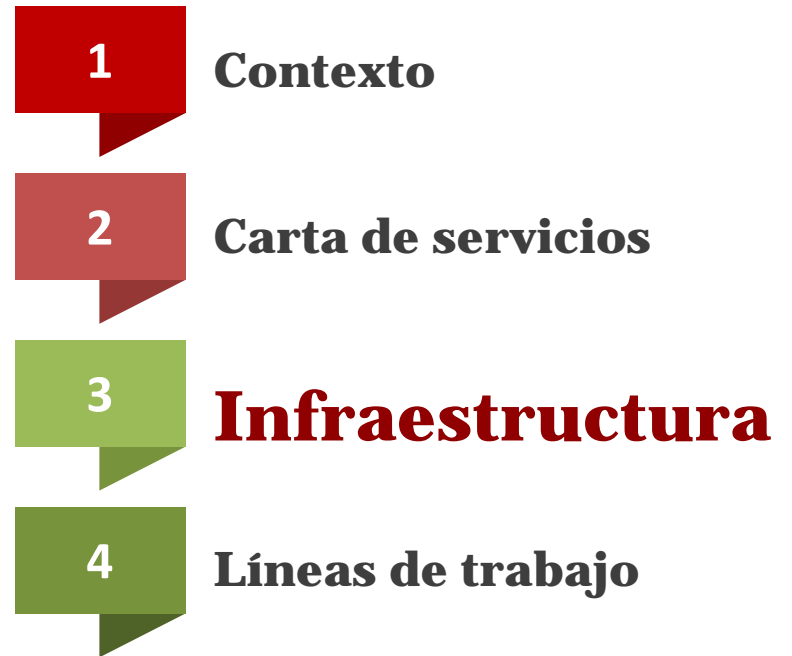 1 Contexto
2 Carta de servicios
3 Infraestructura
4 Líneas de trabajo